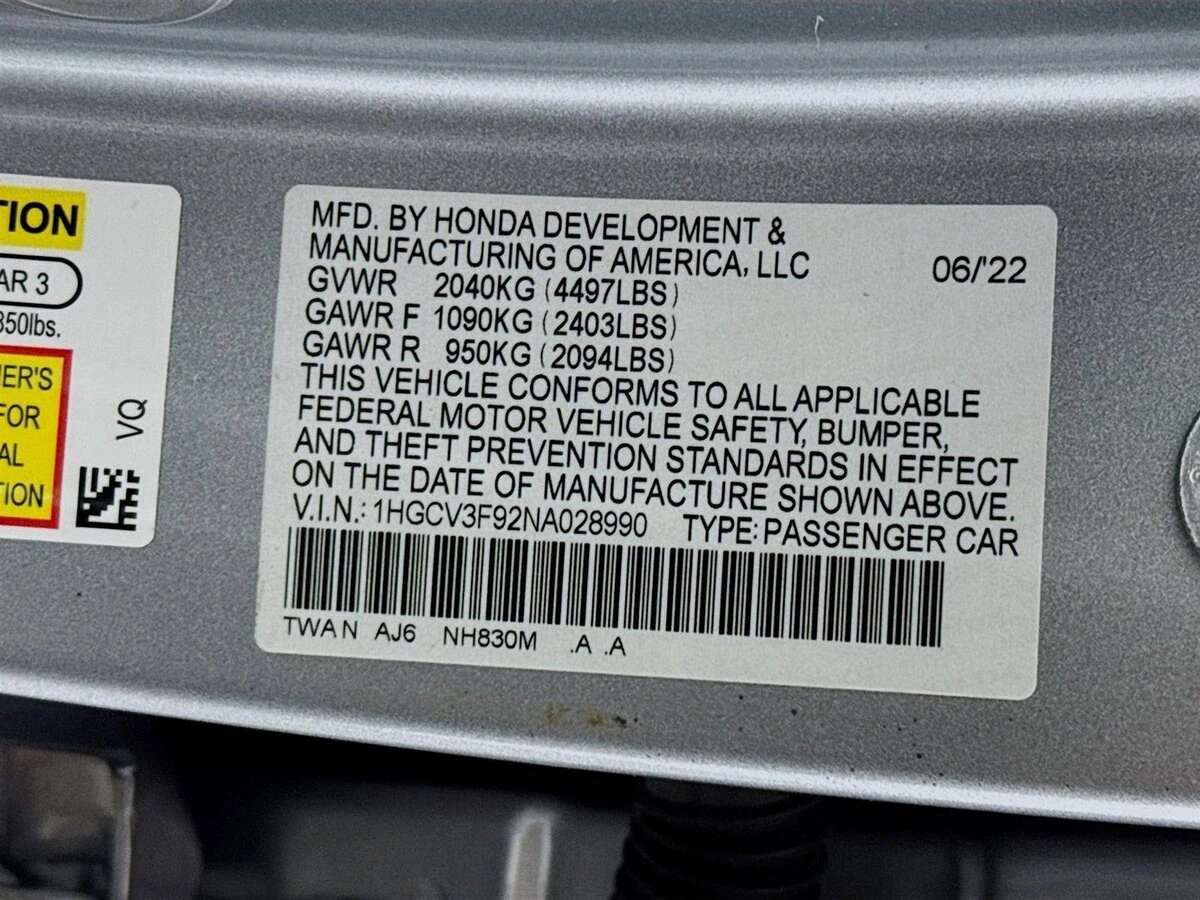 TION
AR 3
350lbs.
ER'S
FOR
AL
TION
VQ
MFD. BY HONDA DEVELOPMENT &
MANUFACTURING OF AMERICA, LLC 06/'22
GVWR 2040KG (4497LBS)
GAWR F 1090KG (2403LBS)
GAWR R 950KG (2094LBS)
THIS VEHICLE CONFORMS TO ALL APPLICABLE
FEDERAL MOTOR VEHICLE SAFETY, BUMPER,
AND THEFT PREVENTION STANDARDS IN EFFECT
ON THE DATE OF MANUFACTURE SHOWN ABOVE.
V.I.N.: 1HGCV3F92NA028990 TYPE: PASSENGER CAR
TWAN AJ6 NH830M .A .A